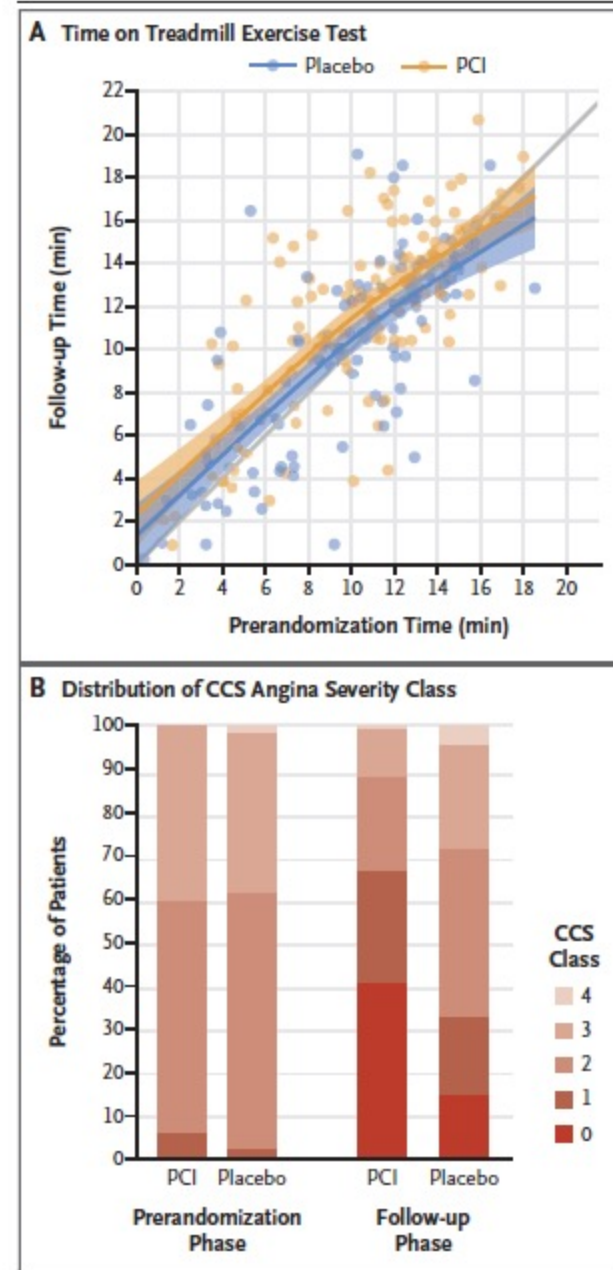 A Time on Treadmill Exercise Test
Placebo PCI
22
20
18
16
14
12
10
8
6
4
2
0
Follow-up Time (min)
0 2 4 6 8 10 12 14 16 18 20
Prerandomization Time (min)
B Distribution of CCS Angina Severity Class
100
90
80
70
60
50
40
30
20
10
0
Percentage of Patients
PCI Placebo PCI Placebo
Prerandomization Follow-up
Phase Phase
CCS
Class
4
3
2
1
0